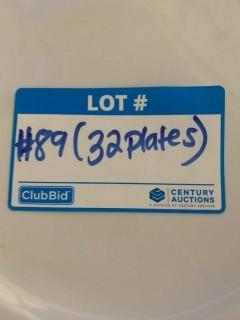 LOT #
#89 (32 plates)
ClubBid
CENTURY
AUCTIONS
A DIVISION OF CENTURY SERVICES